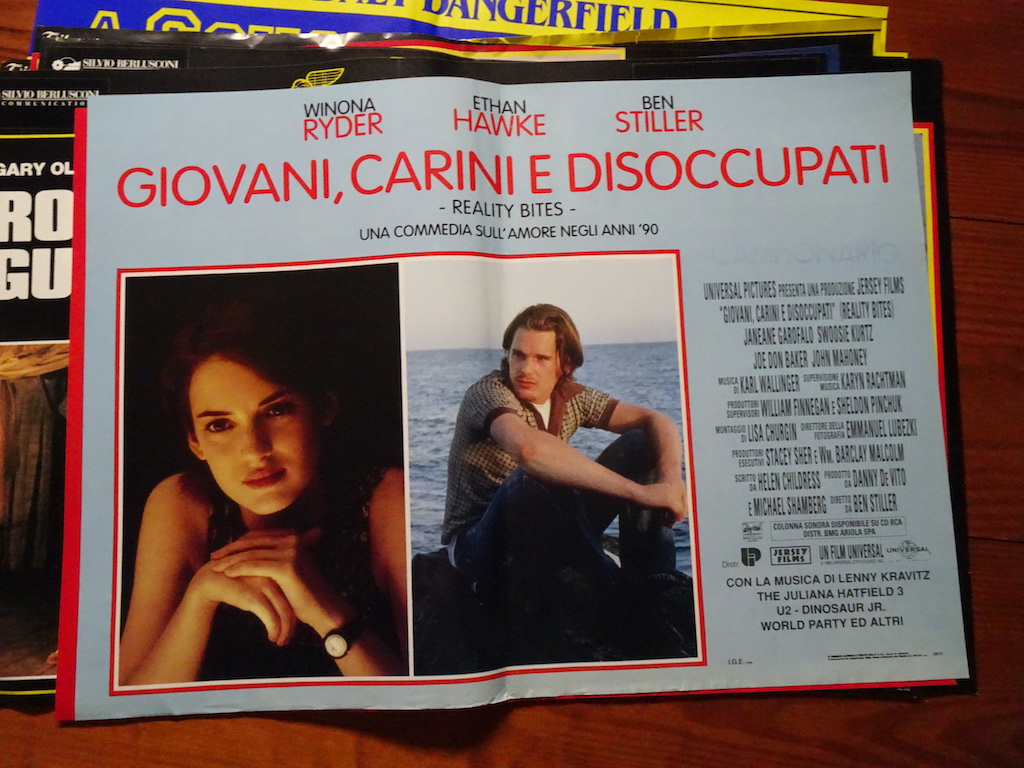 DANGERFIELD
SILVIO BERLUSCONI
SILVIO BERLUSCONI
COMMUNICATIO
GARY OL
RO
GU
WINONA
RYDER
ETHAN
HAWKE
BEN
STILLER
GIOVANI, CARINI E DISOCCUPATI
- REALITY BITES -
UNA COMMEDIA SULL'AMORE NEGLI ANNI '90
CAMPIONARIO
UNIVERSAL PICTURES PRESENTA UNA PRODUZIONE JERSEY FILMS
"GIOVANI, CARINI E DISOCCUPATI" (REALITY BITES)
JANEANE GAROFALO SWOOSIE KURTZ
JOE DON BAKER JOHN MAHONEY
MUSICA DI KARL WALLINGER SUPERVISIONE MUSICA KARYN RACHTMAN
PRODUTTORI SUPERVISORI WILLIAM FINNEGAN E SHELDON PINCHUK
MONTAGGIO DI LISA CHURGIN DIRETTORE DELLA FOTOGRAFIA EMMANUEL LUBEZKI
PRODUTTORI ESECUTIVI STACEY SHER E WM. BARCLAY MALCOLM
SCRITTO DA HELEN CHILDRESS PRODOTTO DA DANNY DE VITO
E MICHAEL SHAMBERG DIRETTO DA BEN STILLER
COLONNA SONORA DISPONIBILE SU CD RCA
DISTR. BMG ARIOLA SPA
Distr. UIP JERSEY FILMS UN FILM UNIVERSAL UNIVERSAL
CON LA MUSICA DI LENNY KRAVITZ
THE JULIANA HATFIELD 3
U2 - DINOSAUR JR.
WORLD PARTY ED ALTRI
I.G.E.